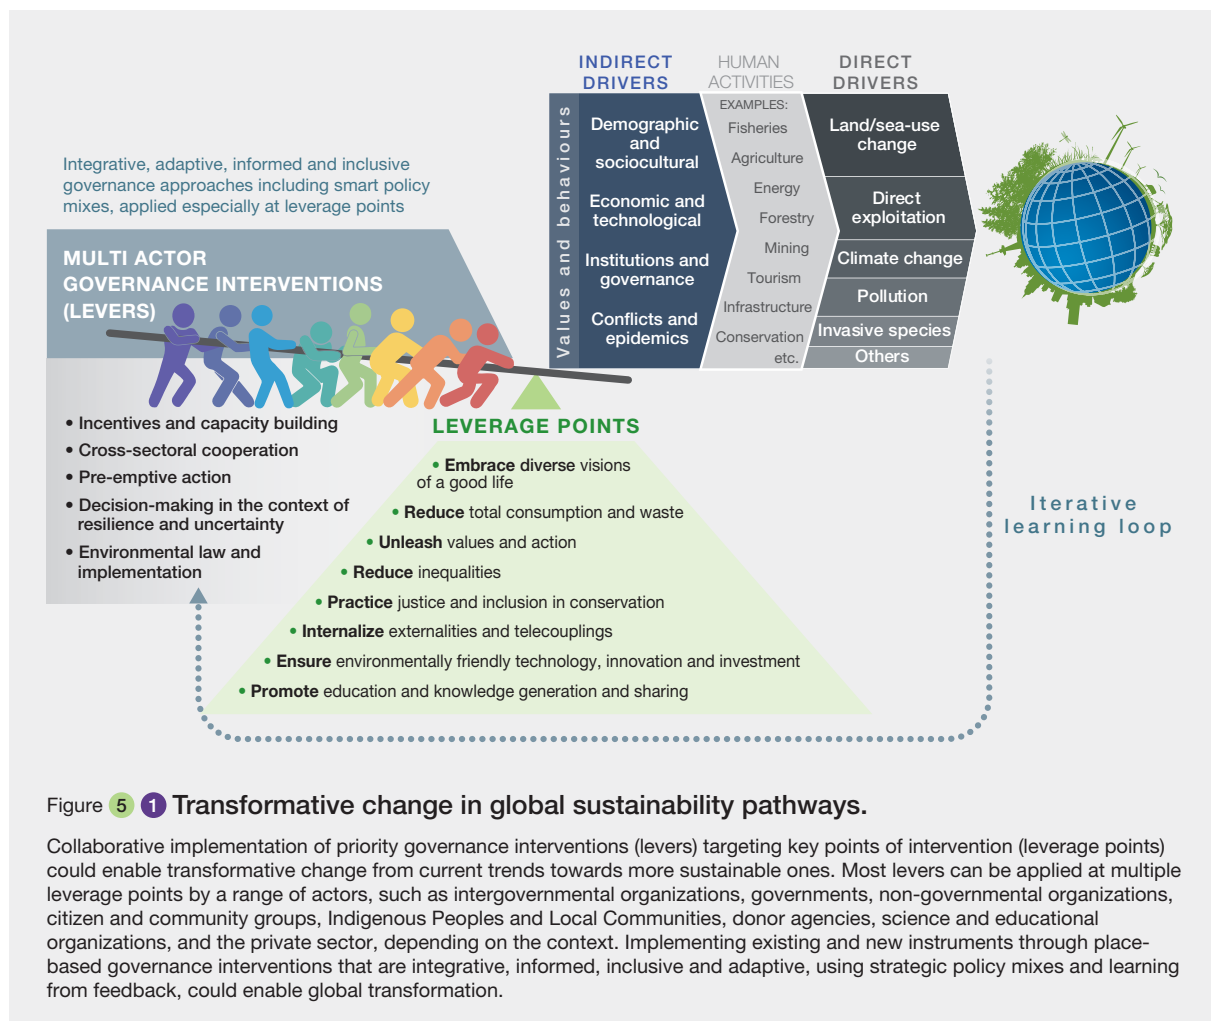 INDIRECT
DRIVERS
HUMAN
ACTIVITIES
DIRECT
DRIVERS
Values and behaviours
Demographic
and
sociocultural
Economic and
technological
Institutions and
governance
Conflicts and
epidemics
EXAMPLES:
Fisheries
Agriculture
Energy
Forestry
Mining
Tourism
Infrastructure
Conservation
etc.
Land/sea-use
change
Direct
exploitation
Climate change
Pollution
Invasive species
Others
Integrative, adaptive, informed and inclusive
governance approaches including smart policy
mixes, applied especially at leverage points
MULTI ACTOR
GOVERNANCE INTERVENTIONS
(LEVERS)
• Incentives and capacity building
• Cross-sectoral cooperation
• Pre-emptive action
• Decision-making in the context of
resilience and uncertainty
• Environmental law and
implementation
LEVERAGE POINTS
• Embrace diverse visions
of a good life
• Reduce total consumption and waste
• Unleash values and action
• Reduce inequalities
• Practice justice and inclusion in conservation
• Internalize externalities and telecouplings
• Ensure environmentally friendly technology, innovation and investment
• Promote education and knowledge generation and sharing
Iterative
learning loop
Figure 5 1 Transformative change in global sustainability pathways.
Collaborative implementation of priority governance interventions (levers) targeting key points of intervention (leverage points)
could enable transformative change from current trends towards more sustainable ones. Most levers can be applied at multiple
leverage points by a range of actors, such as intergovernmental organizations, governments, non-governmental organizations,
citizen and community groups, Indigenous Peoples and Local Communities, donor agencies, science and educational
organizations, and the private sector, depending on the context. Implementing existing and new instruments through place-
based governance interventions that are integrative, informed, inclusive and adaptive, using strategic policy mixes and learning
from feedback, could enable global transformation.